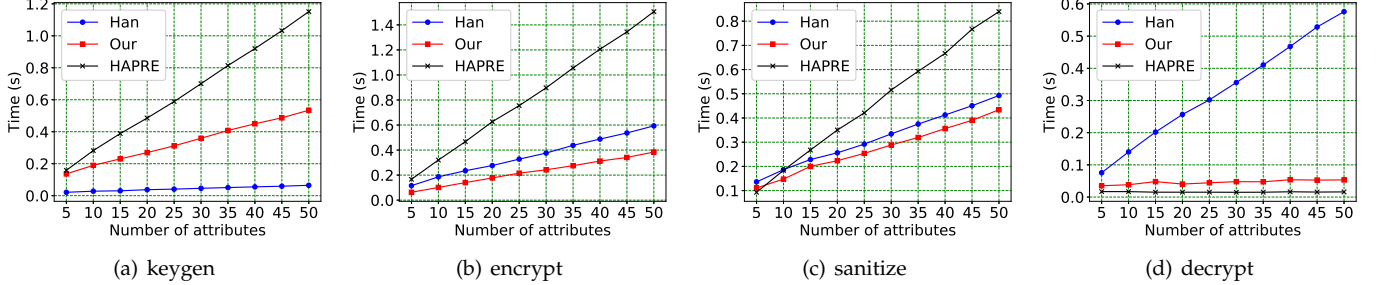 1.2
1.0
0.8
0.6
0.4
0.2
0.0
Time (s)
Han
Our
HAPRE
5 10 15 20 25 30 35 40 45 50
Number of attributes
(a) keygen
1.4
1.2
1.0
0.8
0.6
0.4
0.2
0.0
Time (s)
Han
Our
HAPRE
5 10 15 20 25 30 35 40 45 50
Number of attributes
(b) encrypt
0.8
0.7
0.6
0.5
0.4
0.3
0.2
0.1
Time (s)
Han
Our
HAPRE
5 10 15 20 25 30 35 40 45 50
Number of attributes
(c) sanitize
0.6
0.5
0.4
0.3
0.2
0.1
0.0
Time (s)
Han
Our
HAPRE
5 10 15 20 25 30 35 40 45 50
Number of attributes
(d) decrypt